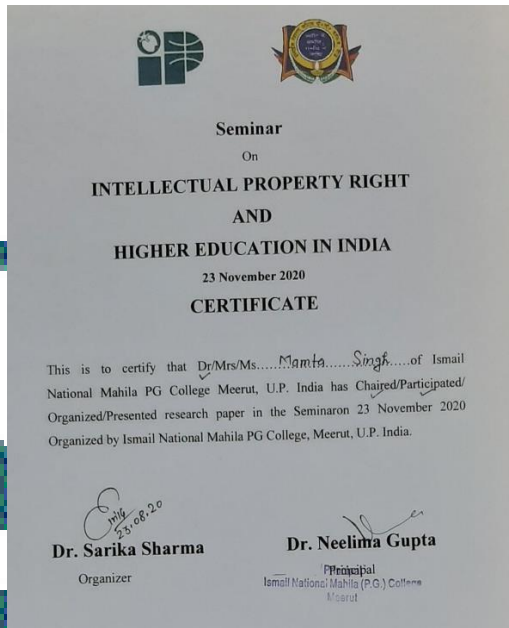 iP
Seminar
On
INTELLECTUAL PROPERTY RIGHT
AND
HIGHER EDUCATION IN INDIA
23 November 2020
CERTIFICATE
This is to certify that Dr/Mrs/Ms......Mamta......Singh.....of Ismail
National Mahila PG College Meerut, U.P. India has Chaired/Participated/
Organized/Presented research paper in the Seminaron 23 November 2020
Organized by Ismail National Mahila PG College, Meerut, U.P. India.
23.08.20
Dr. Sarika Sharma
Organizer
Dr. Neelima Gupta
Principal
Ismail National Mahila (P.G.) College
Meerut